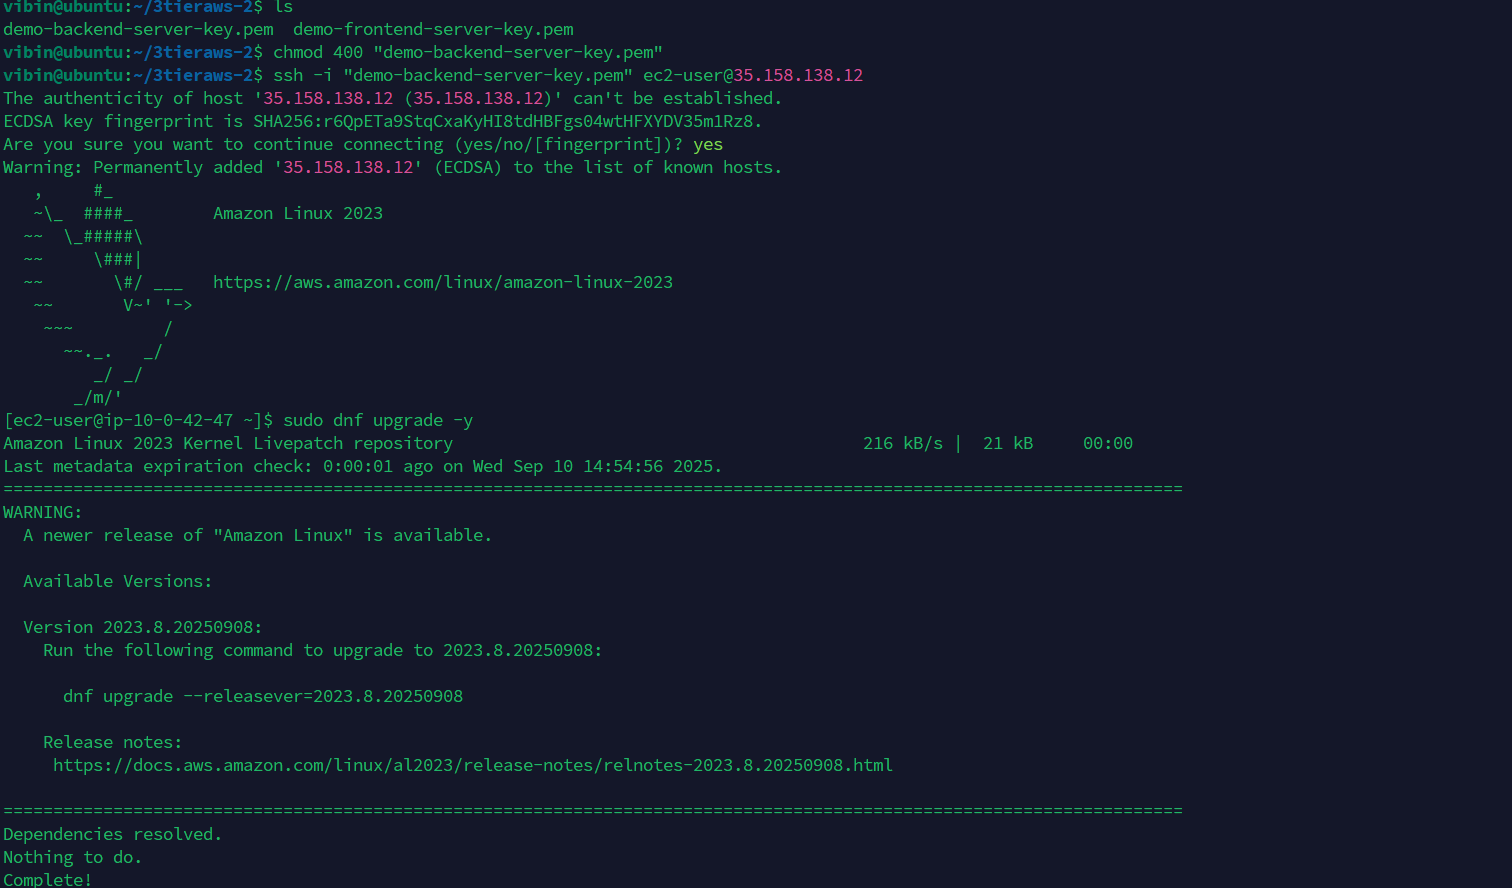 vibin@ubuntu:~/3tieraws-2$ ls
demo-backend-server-key.pem  demo-frontend-server-key.pem
vibin@ubuntu:~/3tieraws-2$ chmod 400 "demo-backend-server-key.pem"
vibin@ubuntu:~/3tieraws-2$ ssh -i "demo-backend-server-key.pem" ec2-user@35.158.138.12
The authenticity of host '35.158.138.12 (35.158.138.12)' can't be established.
ECDSA key fingerprint is SHA256:r6QpETa9StqCxaKyHI8tdHBFgs04wtHFXYDV35m1Rz8.
Are you sure you want to continue connecting (yes/no/[fingerprint])? yes
Warning: Permanently added '35.158.138.12' (ECDSA) to the list of known hosts.
   ,     #_
   ~\_  ####_        Amazon Linux 2023
  ~~  \_#####\
  ~~     \###|
  ~~       \#/ ___   https://aws.amazon.com/linux/amazon-linux-2023
   ~~       V~' '->
    ~~~         /
      ~~._.   _/
         _/ _/
       _/m/'
[ec2-user@ip-10-0-42-47 ~]$ sudo dnf upgrade -y
Amazon Linux 2023 Kernel Livepatch repository                                         216 kB/s |  21 kB     00:00
Last metadata expiration check: 0:00:01 ago on Wed Sep 10 14:54:56 2025.
======================================================================================================================
WARNING:
  A newer release of "Amazon Linux" is available.

  Available Versions:

  Version 2023.8.20250908:
    Run the following command to upgrade to 2023.8.20250908:

      dnf upgrade --releasever=2023.8.20250908

    Release notes:
     https://docs.aws.amazon.com/linux/al2023/release-notes/relnotes-2023.8.20250908.html

======================================================================================================================
Dependencies resolved.
Nothing to do.
Complete!